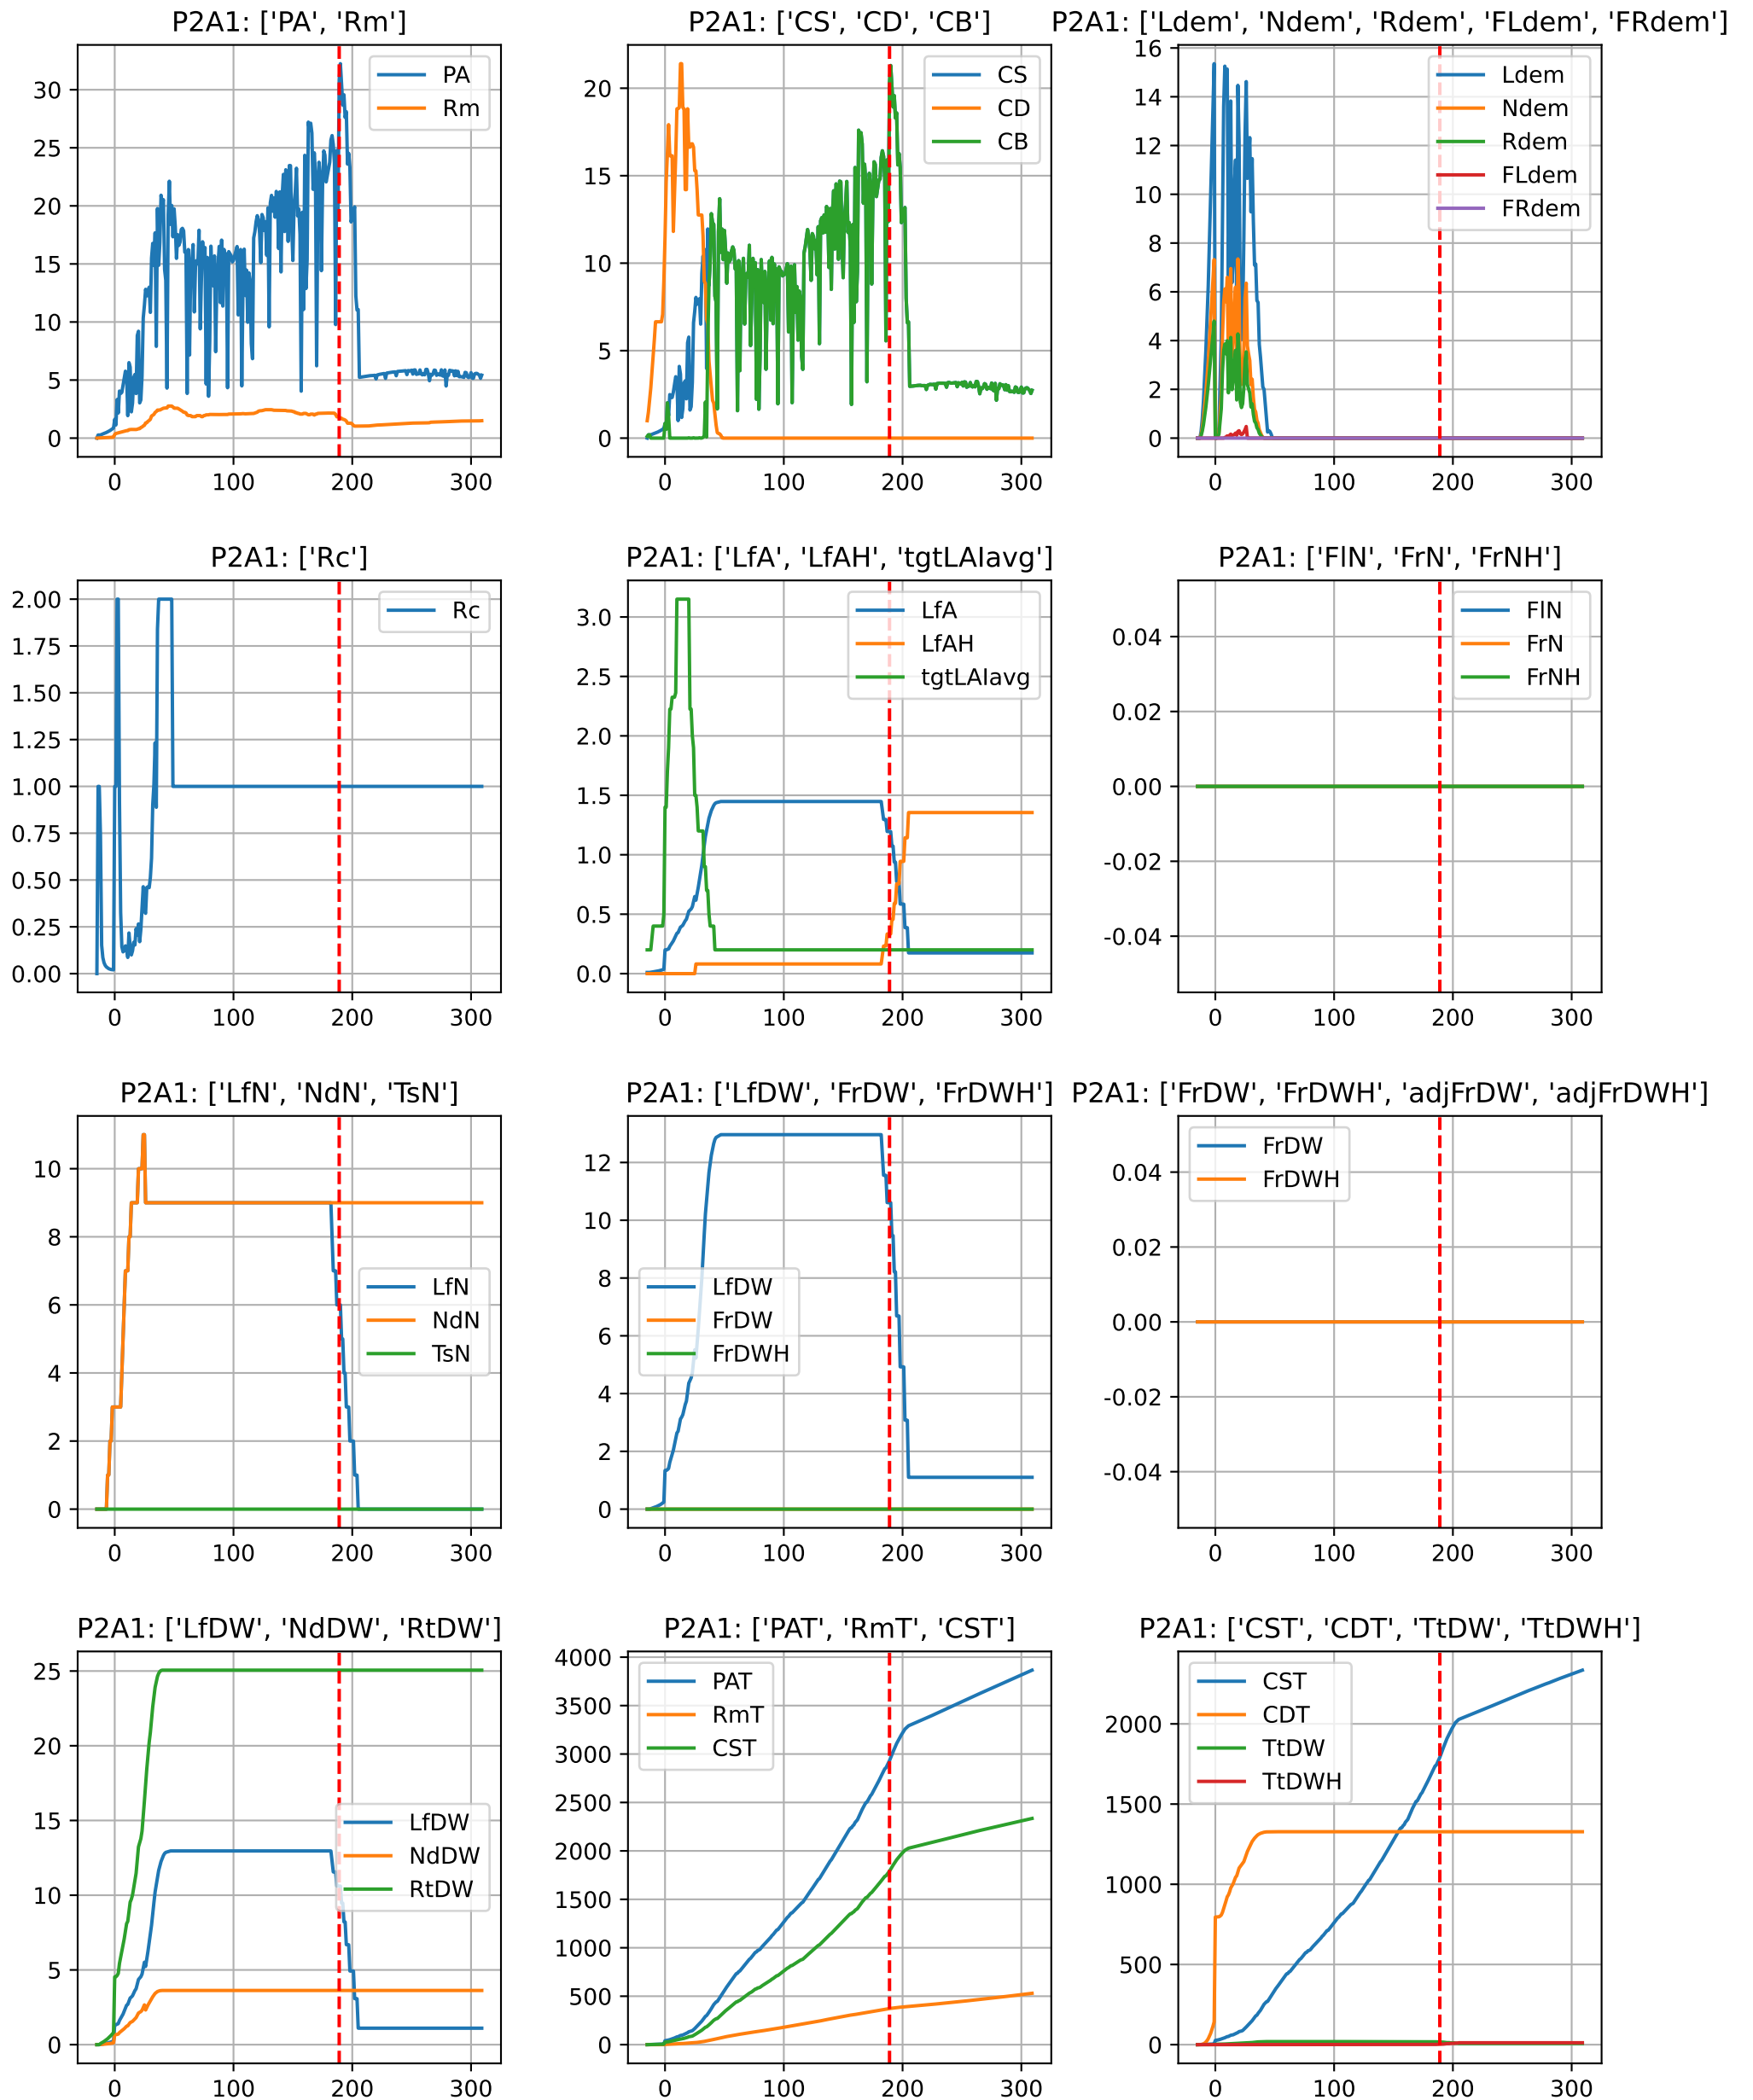 P2A1: ['PA', 'Rm']
30
25
20
15
10
5
0
0 100 200 300
PA
Rm
P2A1: ['CS', 'CD', 'CB']
20
15
10
5
0
0 100 200 300
CS
CD
CB
P2A1: ['Ldem', 'Ndem', 'Rdem', 'FLdem', 'FRdem']
16
14
12
10
8
6
4
2
0
0 100 200 300
Ldem
Ndem
Rdem
FLdem
FRdem
P2A1: ['Rc']
2.00
1.75
1.50
1.25
1.00
0.75
0.50
0.25
0.00
0 100 200 300
Rc
P2A1: ['LfA', 'LfAH', 'tgtLAIavg']
3.0
2.5
2.0
1.5
1.0
0.5
0.0
0 100 200 300
LfA
LfAH
tgtLAIavg
P2A1: ['FlN', 'FrN', 'FrNH']
0.04
0.02
0.00
-0.02
-0.04
0 100 200 300
FlN
FrN
FrNH
P2A1: ['LfN', 'NdN', 'TsN']
10
8
6
4
2
0
0 100 200 300
LfN
NdN
TsN
P2A1: ['LfDW', 'FrDW', 'FrDWH']
12
10
8
6
4
2
0
0 100 200 300
LfDW
FrDW
FrDWH
P2A1: ['FrDW', 'FrDWH', 'adjFrDW', 'adjFrDWH']
0.04
0.02
0.00
-0.02
-0.04
0 100 200 300
FrDW
FrDWH
P2A1: ['LfDW', 'NdDW', 'RtDW']
25
20
15
10
5
0
0 100 200 300
LfDW
NdDW
RtDW
P2A1: ['PAT', 'RmT', 'CST']
4000
3500
3000
2500
2000
1500
1000
500
0
0 100 200 300
PAT
RmT
CST
P2A1: ['CST', 'CDT', 'TtDW', 'TtDWH']
2000
1500
1000
500
0
0 100 200 300
CST
CDT
TtDW
TtDWH